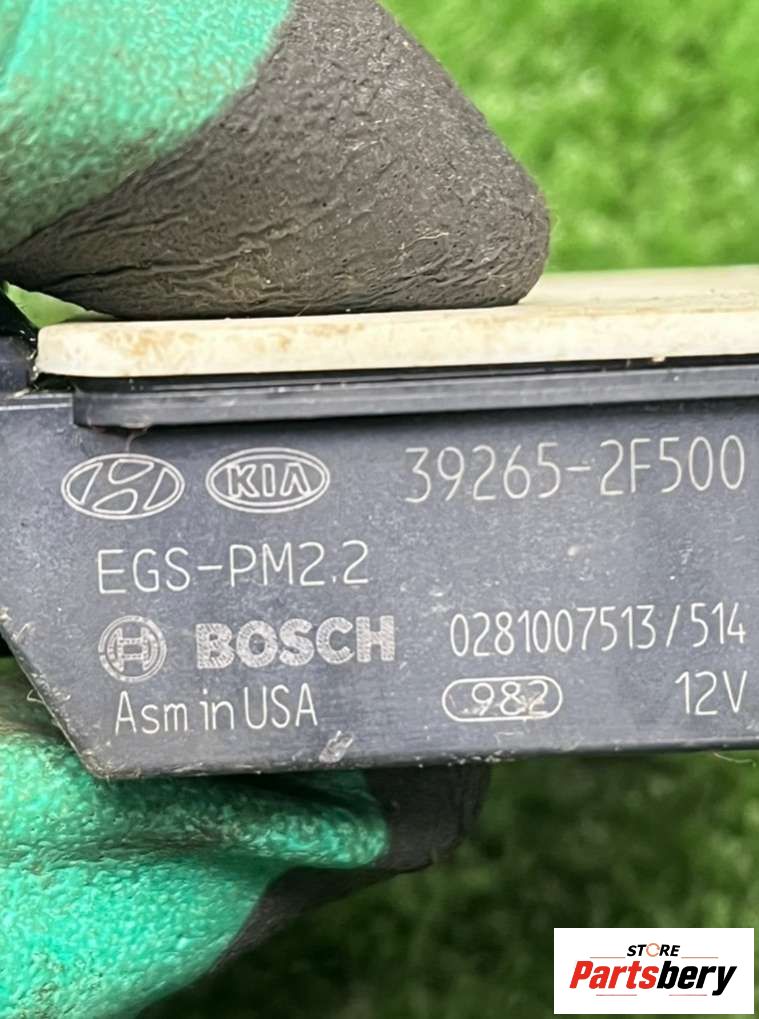 KIA 39265-2F500
EGS-PM2.2
BOSCH 0281007513/514
Asm in USA 982 12V
STORE
Partsbery